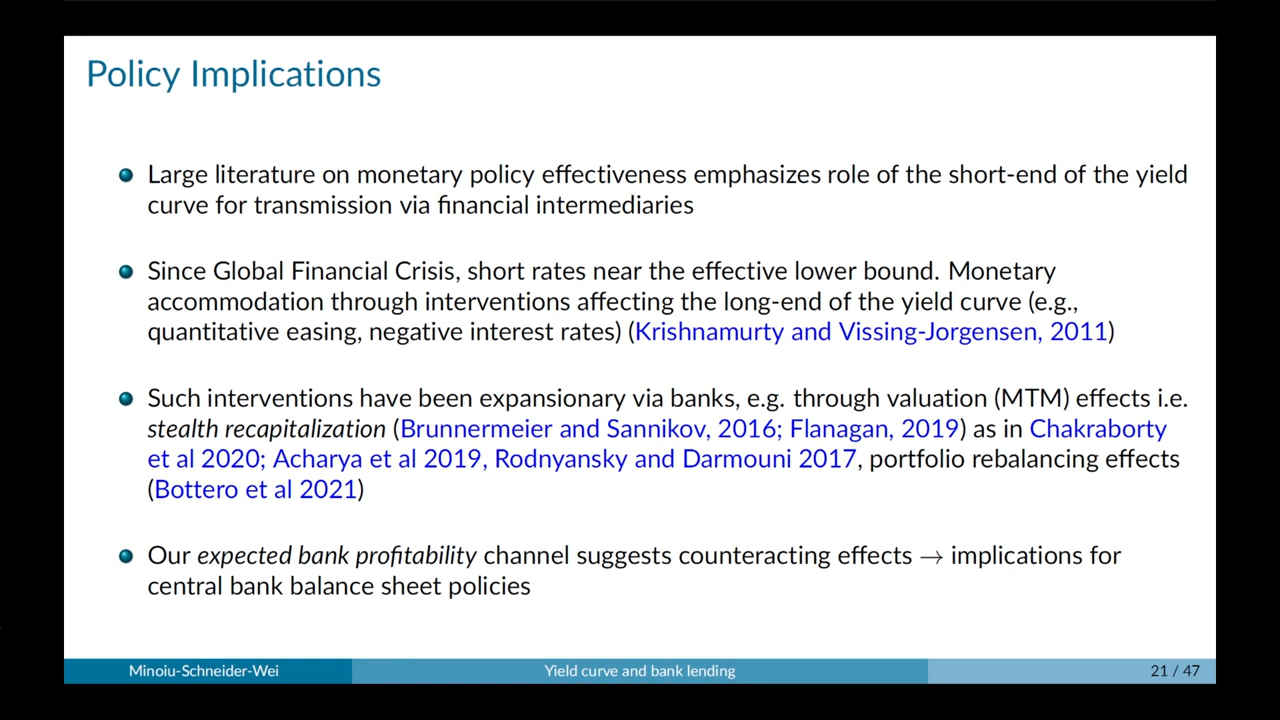 Policy Implications
Large literature on monetary policy effectiveness emphasizes role of the short-end of the yield
curve for transmission via financial intermediaries
Since Global Financial Crisis, short rates near the effective lower bound. Monetary
accommodation through interventions affecting the long-end of the yield curve (e.g.,
quantitative easing, negative interest rates) (Krishnamurty and Vissing-Jorgensen, 2011)
Such interventions have been expansionary via banks, e.g. through valuation (MTM) effects i.e.
stealth recapitalization (Brunnermeier and Sannikov, 2016; Flanagan, 2019) as in Chakraborty
et al 2020; Acharya et al 2019, Rodnyansky and Darmouni 2017, portfolio rebalancing effects
(Bottero et al 2021)
Our expected bank profitability channel suggests counteracting effects → implications for
central bank balance sheet policies
Minoiu-Schneider-Wei
Yield curve and bank lending
21 / 47